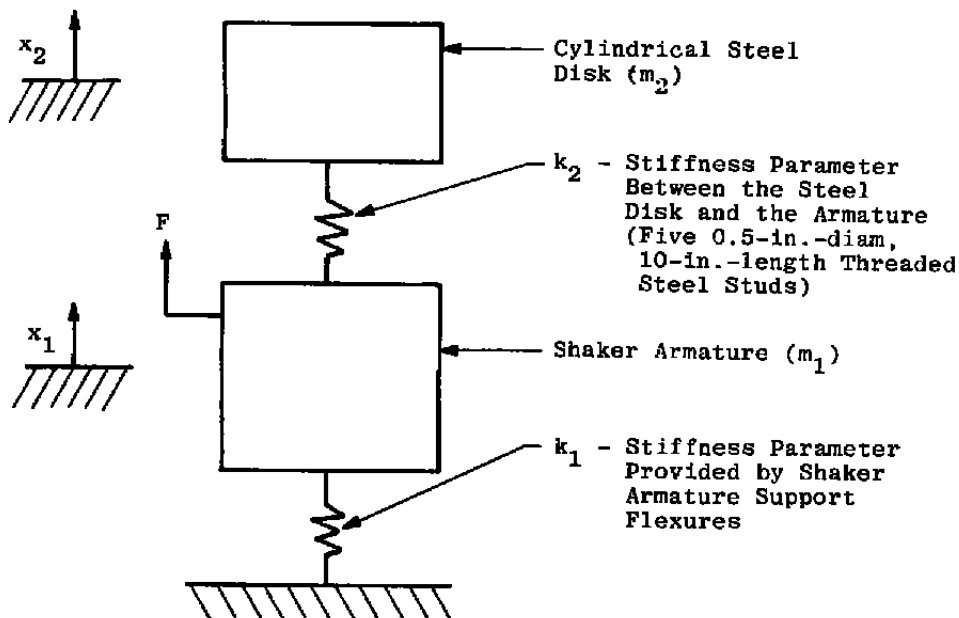 x2
Cylindrical Steel
Disk (m2)
k2 - Stiffness Parameter
Between the Steel
Disk and the Armature
(Five 0.5-in.-diam,
10-in.-length Threaded
Steel Studs)
F
x1
Shaker Armature (m1)
k1 - Stiffness Parameter
Provided by Shaker
Armature Support
Flexures